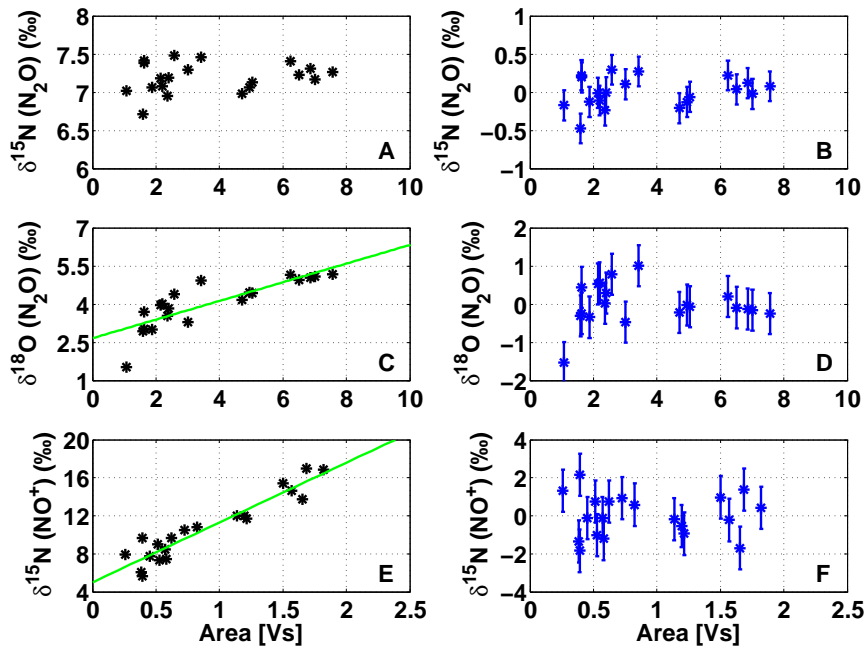 8
7.5
7
6.5
6
δ¹⁵N (N₂O) (‰)
A
0 2 4 6 8 10
1
0.5
0
−0.5
−1
δ¹⁵N (N₂O) (‰)
B
0 2 4 6 8 10
7
5.5
4
2.5
1
δ¹⁸O (N₂O) (‰)
C
0 2 4 6 8 10
2
1
0
−1
−2
δ¹⁸O (N₂O) (‰)
D
0 2 4 6 8 10
20
16
12
8
4
δ¹⁵N (NO⁺) (‰)
E
0 0.5 1 1.5 2 2.5
Area [Vs]
4
2
0
−2
−4
δ¹⁵N (NO⁺) (‰)
F
0 0.5 1 1.5 2 2.5
Area [Vs]